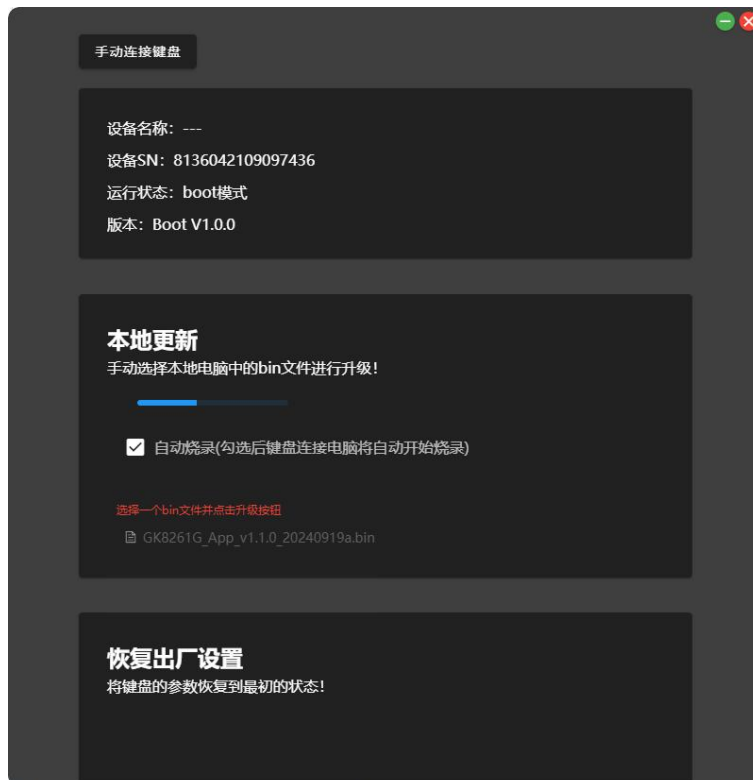 手动连接键盘
设备名称：---
设备SN：8136042109097436
运行状态：boot模式
版本：Boot V1.0.0
本地更新
手动选择本地电脑中的bin文件进行升级！
自动烧录(勾选后键盘连接电脑将自动开始烧录)
选择一个bin文件并点击升级按钮
GK8261G_App_v1.1.0_20240919a.bin
恢复出厂设置
将键盘的参数恢复到最初的状态！